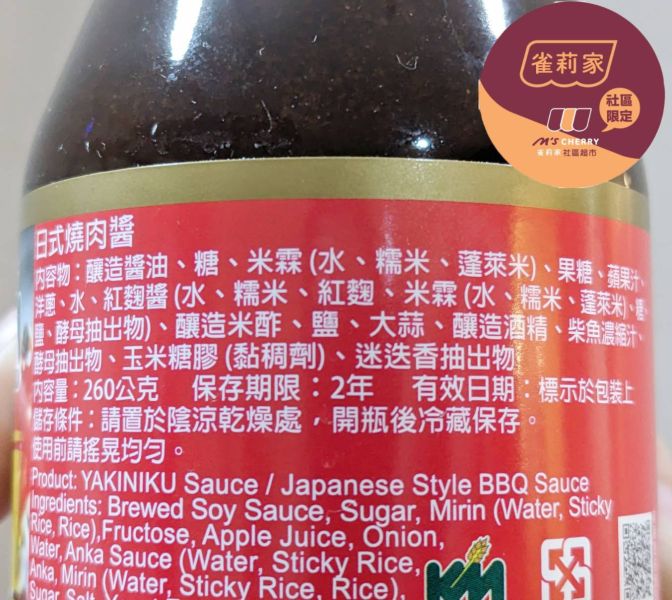 雀莉家
社區
限定
M's CHERRY
雀莉家社區超市
日式燒肉醬
內容物：釀造醬油、糖、米霖(水、糯米、蓬萊米)、果糖、蘋果汁、
洋蔥、水、紅麴醬(水、糯米、紅麴、米霖(水、糯米、蓬萊米)、糖、
鹽、酵母抽出物)、釀造米酢、鹽、大蒜、釀造酒精、柴魚濃縮汁、
酵母抽出物、玉米糖膠(黏稠劑)、迷迭香抽出物
內容量：260公克 保存期限：2年 有效日期：標示於包裝上
儲存條件：請置於陰涼乾燥處，開瓶後冷藏保存。
使用前請搖晃均勻。
Product: YAKINIKU Sauce / Japanese Style BBQ Sauce
Ingredients: Brewed Soy Sauce, Sugar, Mirin (Water, Sticky
Rice, Rice),Fructose, Apple Juice, Onion,
Water, Anka Sauce (Water, Sticky Rice,
Anka, Mirin (Water, Sticky Rice, Rice),